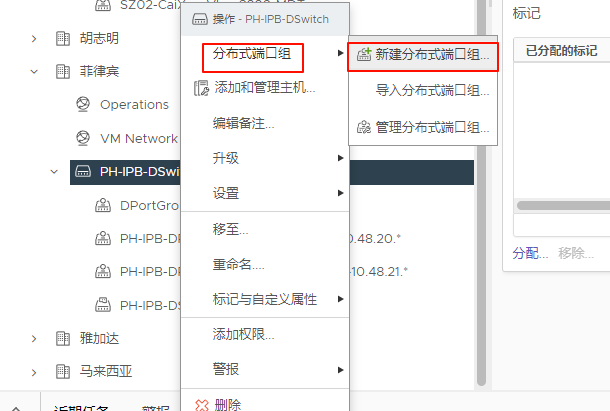 SZ02-CaiX
胡志明
菲律宾
Operations
VM Network
PH-IPB-DSwi
DPortGro
PH-IPB-DP
0.48.20.*
PH-IPB-DP
10.48.21.*
PH-IPB-DS
雅加达
马来西亚
近期任务
警报
操作 - PH-IPB-DSwitch
分布式端口组
添加和管理主机...
编辑备注...
升级
设置
移至...
重命名....
标记与自定义属性
添加权限...
警报
删除
新建分布式端口组...
导入分布式端口组...
管理分布式端口组...
标记
已分配的标记
分配...
移除...